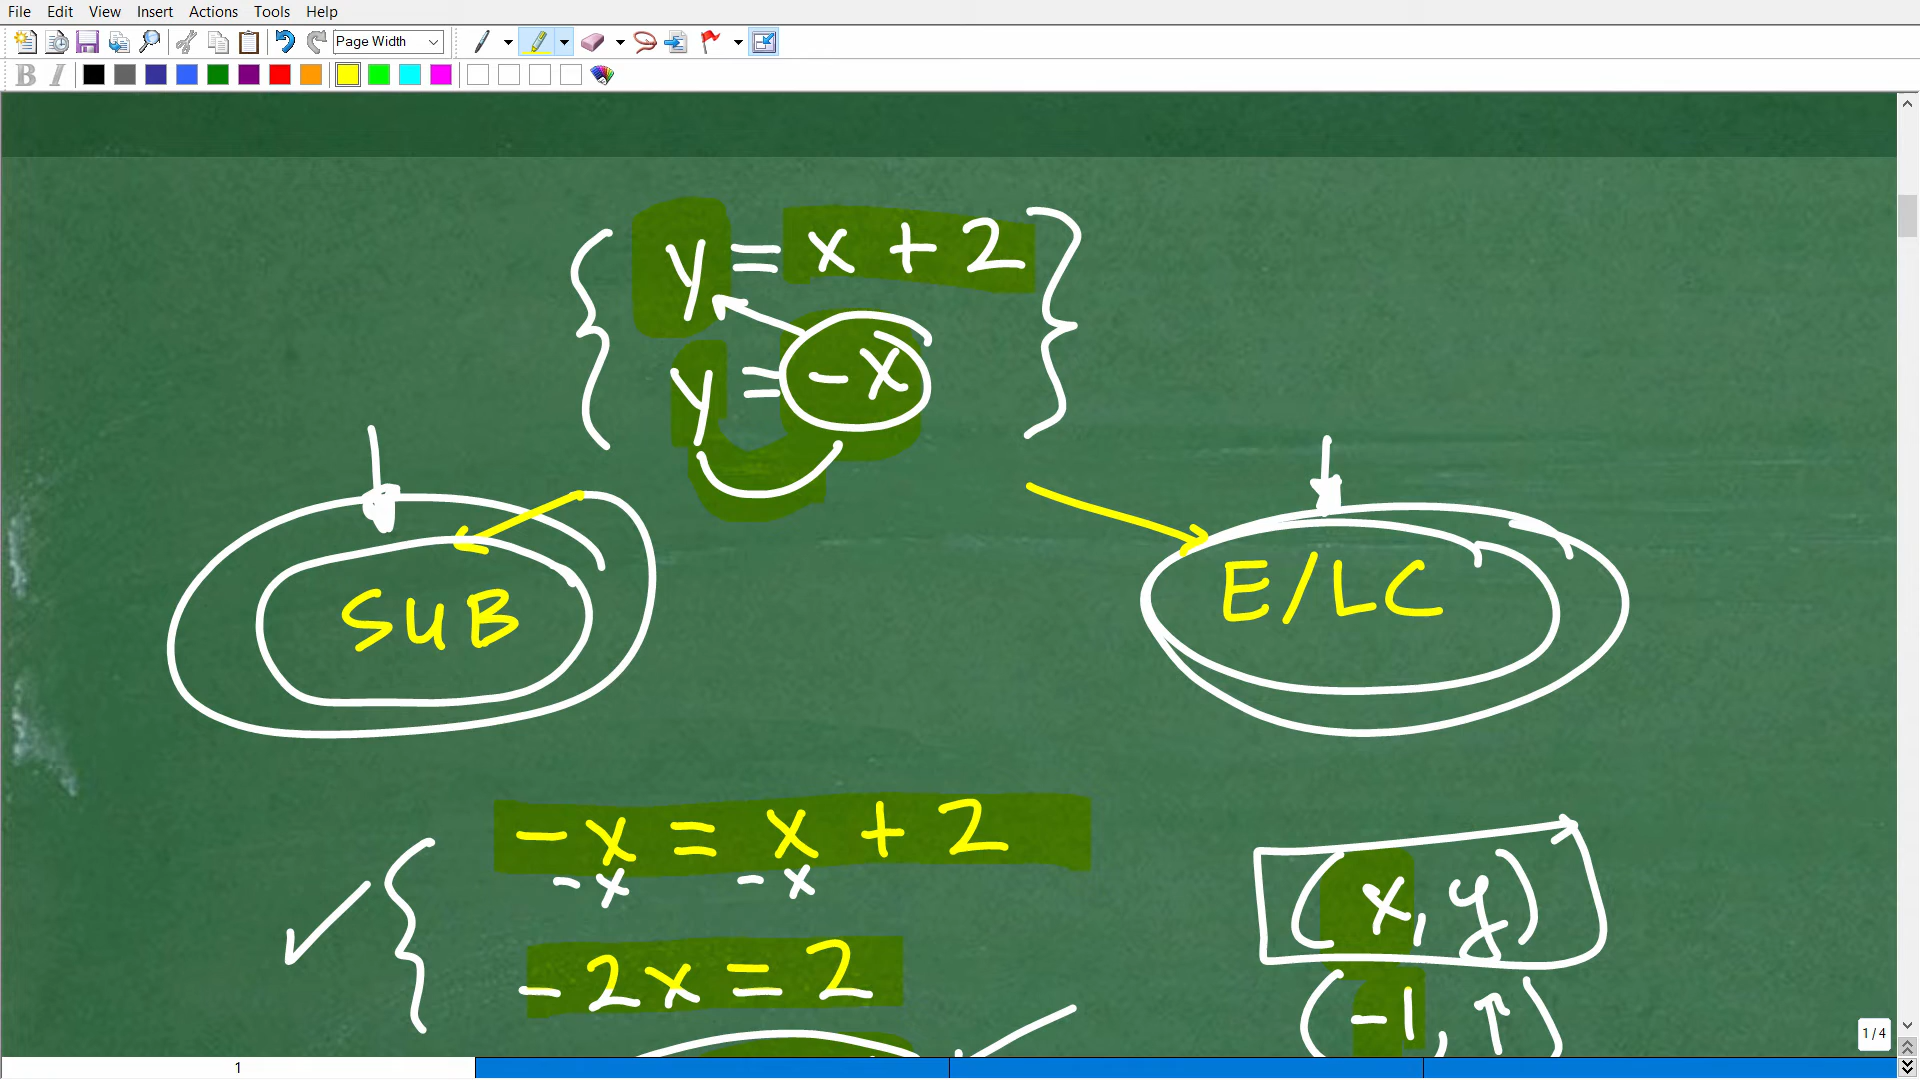 File Edit View Insert Actions Tools Help
Page Width
B I
y = x + 2
y = -x
SUB
E/LC
-x = x + 2
-x -x
-2x = 2
(x, y)
(-1, ↑)
1 / 4
1